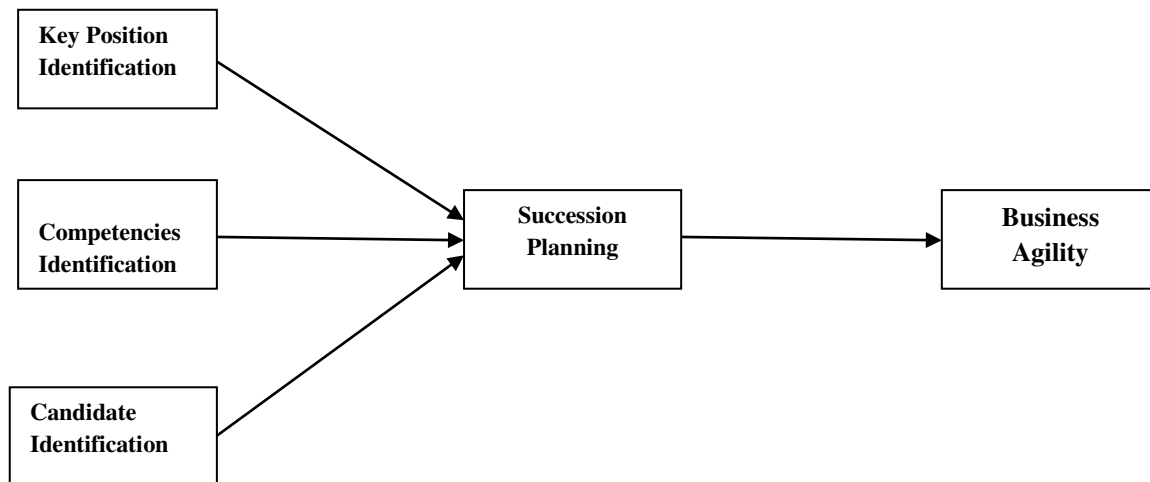 Key Position
Identification
Competencies
Identification
Candidate
Identification
Succession
Planning
Business
Agility